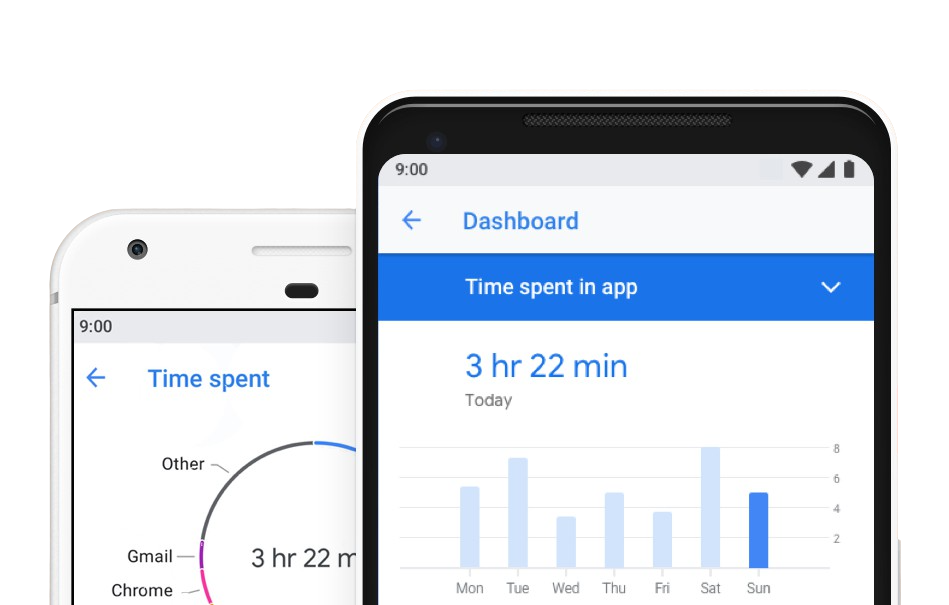 9:00
Time spent
Other
Gmail
Chrome
3 hr 22 m
9:00
Dashboard
Time spent in app
3 hr 22 min
Today
8
6
4
2
Mon Tue Wed Thu Fri Sat Sun